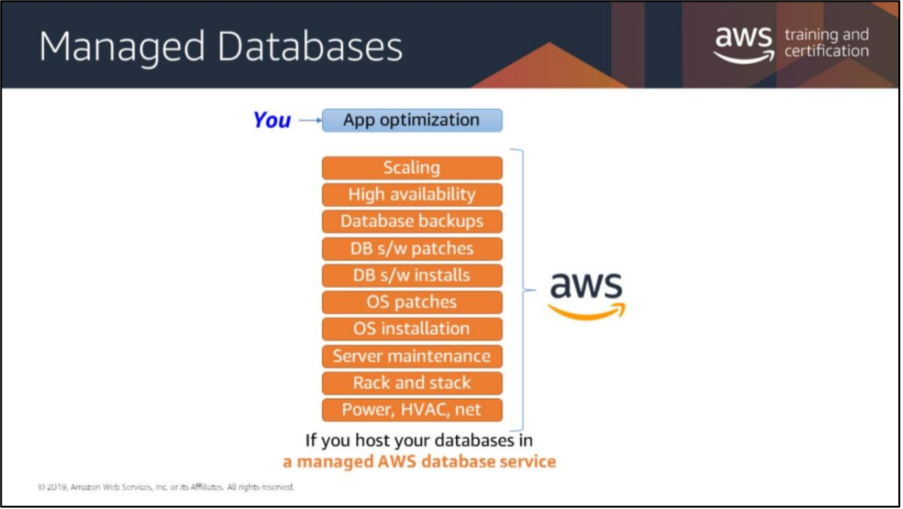 Managed Databases
aws training and
certification
You
App optimization
Scaling
High availability
Database backups
DB s/w patches
DB s/w installs
OS patches
OS installation
Server maintenance
Rack and stack
Power, HVAC, net
aws
If you host your databases in
a managed AWS database service
© 2019, Amazon Web Services, Inc. or its Affiliates. All rights reserved.